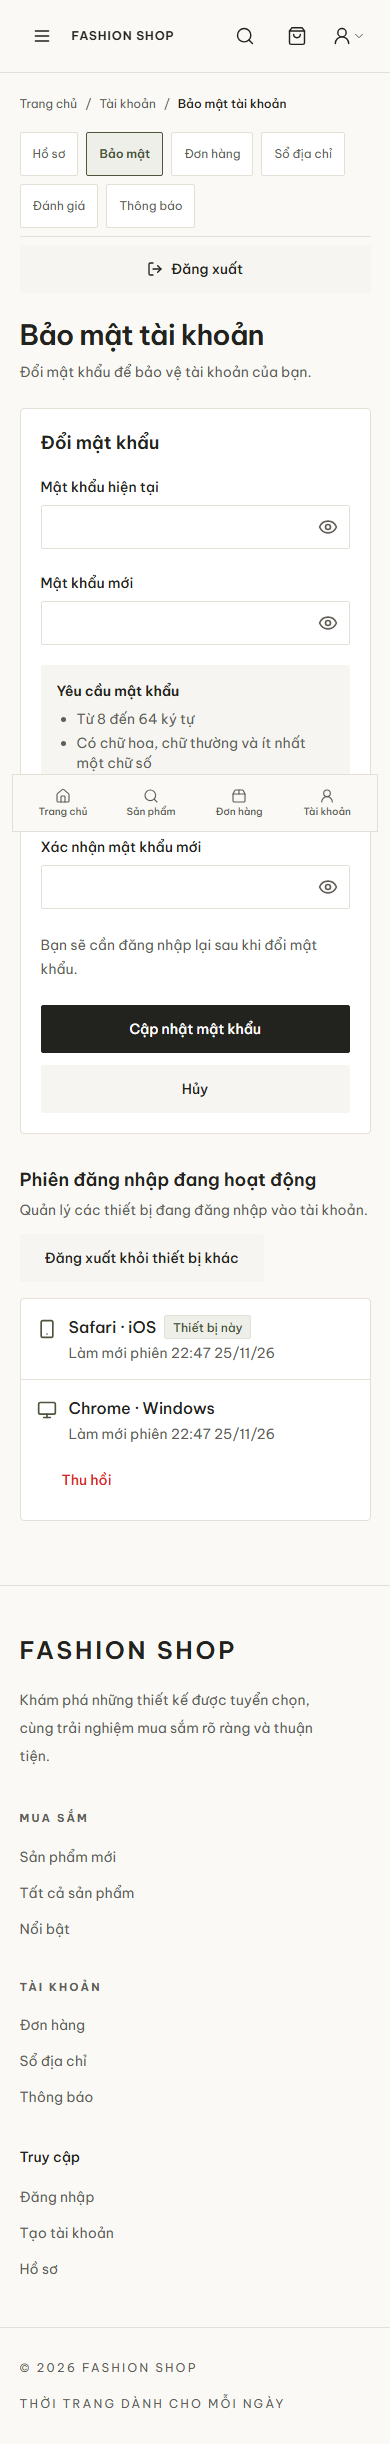 FASHION SHOP
Trang chủ / Tài khoản / Bảo mật tài khoản
Hồ sơ
Bảo mật
Đơn hàng
Sổ địa chỉ
Đánh giá
Thông báo
Đăng xuất
Bảo mật tài khoản
Đổi mật khẩu để bảo vệ tài khoản của bạn.
Đổi mật khẩu
Mật khẩu hiện tại
Mật khẩu mới
Yêu cầu mật khẩu
• Từ 8 đến 64 ký tự
• Có chữ hoa, chữ thường và ít nhất
một chữ số
Trang chủ
Sản phẩm
Đơn hàng
Tài khoản
Xác nhận mật khẩu mới
Bạn sẽ cần đăng nhập lại sau khi đổi mật
khẩu.
Cập nhật mật khẩu
Hủy
Phiên đăng nhập đang hoạt động
Quản lý các thiết bị đang đăng nhập vào tài khoản.
Đăng xuất khỏi thiết bị khác
Safari · iOS Thiết bị này
Làm mới phiên 22:47 25/11/26
Chrome · Windows
Làm mới phiên 22:47 25/11/26
Thu hồi
FASHION SHOP
Khám phá những thiết kế được tuyển chọn,
cùng trải nghiệm mua sắm rõ ràng và thuận
tiện.
MUA SẮM
Sản phẩm mới
Tất cả sản phẩm
Nổi bật
TÀI KHOẢN
Đơn hàng
Sổ địa chỉ
Thông báo
Truy cập
Đăng nhập
Tạo tài khoản
Hồ sơ
© 2026 FASHION SHOP
THỜI TRANG DÀNH CHO MỖI NGÀY